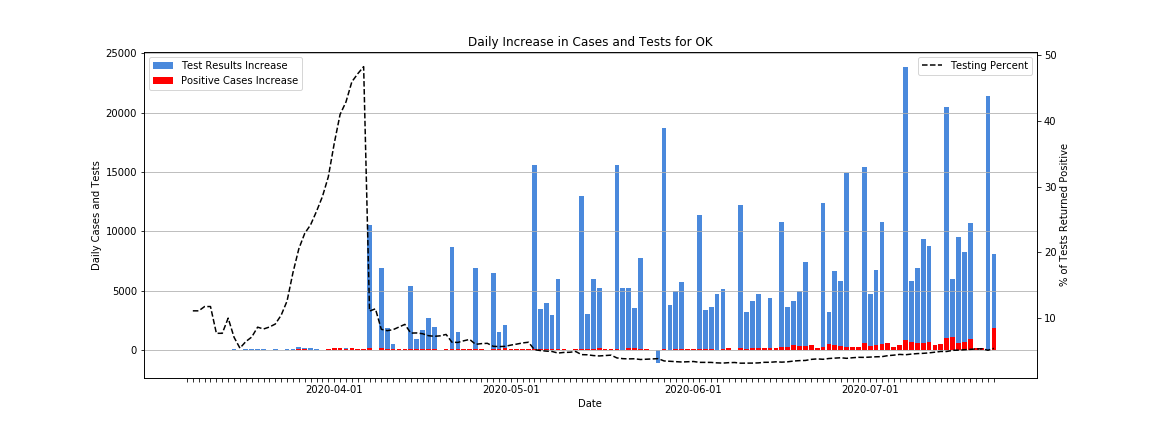 Daily Increase in Cases and Tests for OK
Test Results Increase
Positive Cases Increase
Testing Percent
Daily Cases and Tests
25000
20000
15000
10000
5000
0
% of Tests Returned Positive
50
40
30
20
10
2020-04-01
2020-05-01
2020-06-01
2020-07-01
Date